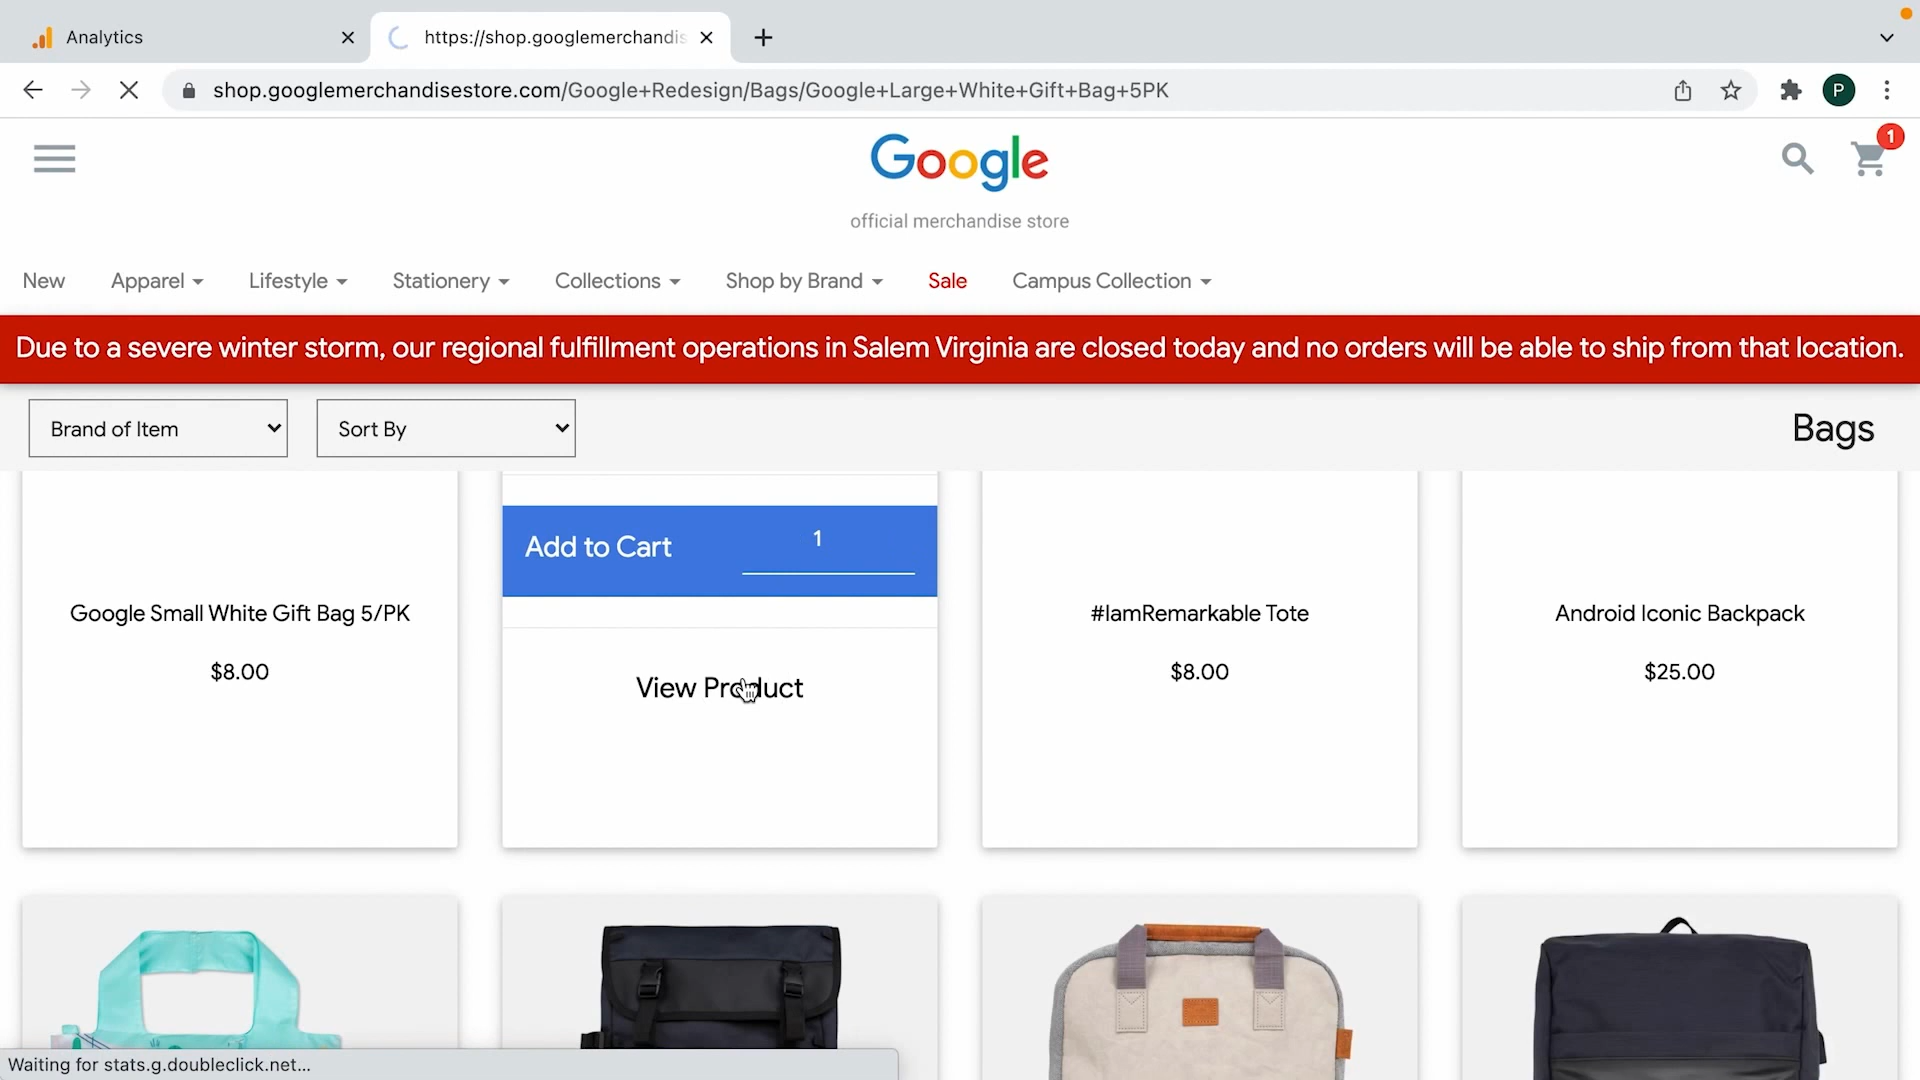 Analytics
https://shop.googlemerchandis
shop.googlemerchandisestore.com/Google+Redesign/Bags/Google+Large+White+Gift+Bag+5PK
P
Google
1
official merchandise store
New Apparel Lifestyle Stationery Collections Shop by Brand Sale Campus Collection
Due to a severe winter storm, our regional fulfillment operations in Salem Virginia are closed today and no orders will be able to ship from that location.
Brand of Item Sort By Bags
Add to Cart 1
Google Small White Gift Bag 5/PK #IamRemarkable Tote Android Iconic Backpack
$8.00 $8.00 $25.00
View Product
Waiting for stats.g.doubleclick.net...